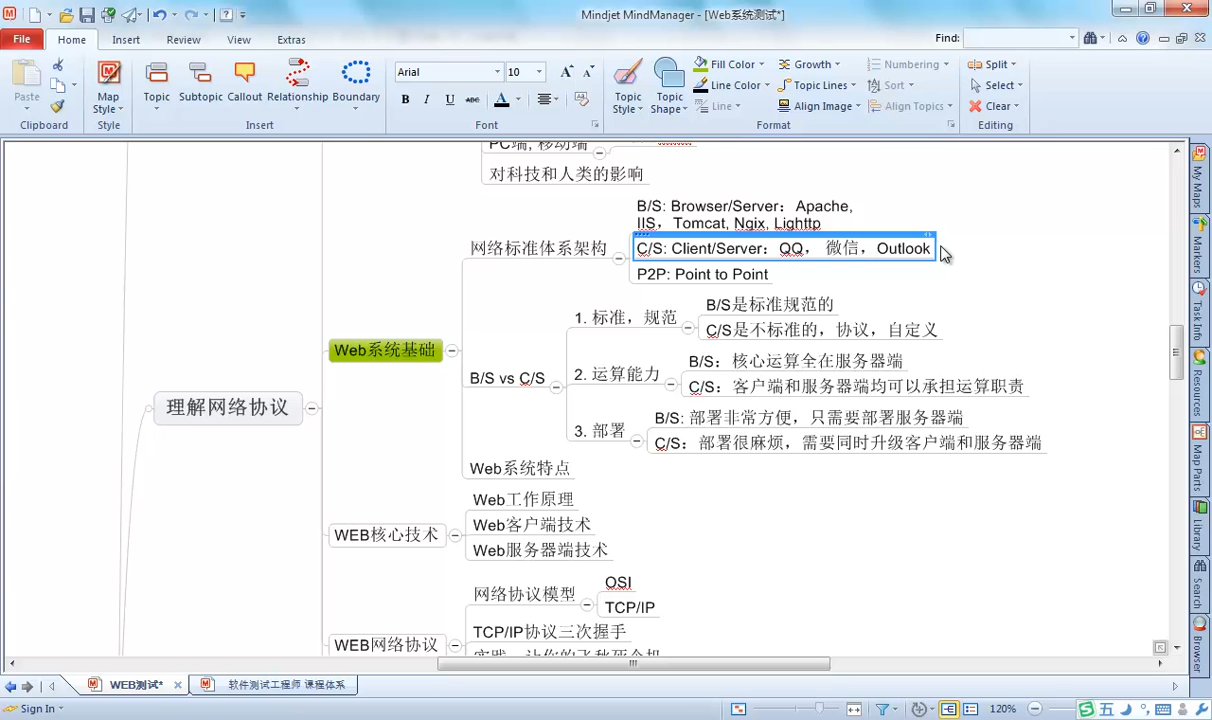 Mindjet MindManager - [Web系统测试*]
File Home Insert Review View Extras
Find:
Paste
Clipboard
Map Style
Style
Topic Subtopic Callout Relationship Boundary
Insert
Arial 10
B I U abc A
Font
Topic Style
Topic Shape
Fill Color
Line Color
Line
Growth
Topic Lines
Align Image
Numbering
Sort
Align Topics
Format
Split
Select
Clear
Editing
PC端, 移动端
对科技和人类的影响
B/S: Browser/Server：Apache,
IIS，Tomcat, Ngix, Lighttp
网络标准体系架构
C/S: Client/Server：QQ， 微信，Outlook
P2P: Point to Point
1. 标准，规范
B/S是标准规范的
C/S是不标准的，协议，自定义
Web系统基础
B/S vs C/S
2. 运算能力
B/S：核心运算全在服务器端
C/S：客户端和服务器端均可以承担运算职责
3. 部署
B/S: 部署非常方便，只需要部署服务器端
C/S：部署很麻烦，需要同时升级客户端和服务器端
理解网络协议
Web系统特点
WEB核心技术
Web工作原理
Web客户端技术
Web服务器端技术
网络协议模型
OSI
TCP/IP
WEB网络协议
TCP/IP协议三次握手
My Maps
Markers
Task Info
Resources
Map Parts
Library
Search
Browser
WEB测试*
软件测试工程师 课程体系
Sign In
120%
五